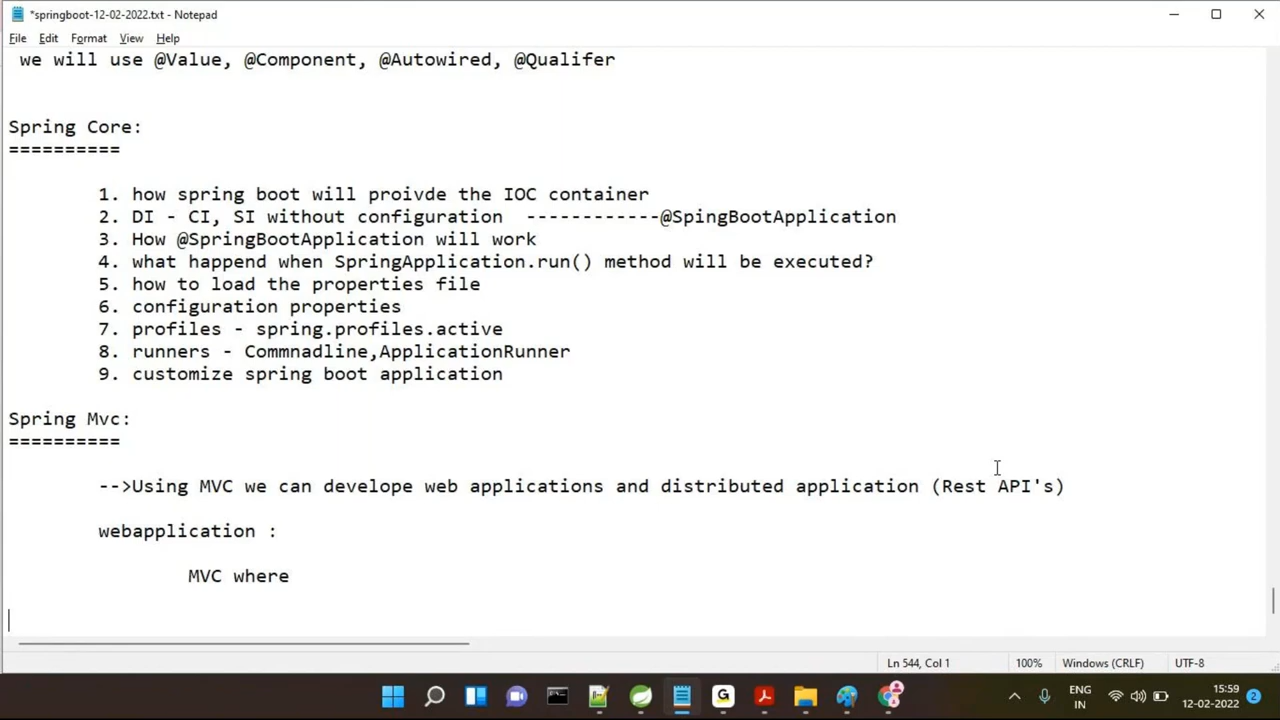 *springboot-12-02-2022.txt - Notepad
File Edit Format View Help
we will use @Value, @Component, @Autowired, @Qualifer
Spring Core:
==========
1. how spring boot will proivde the IOC container
2. DI - CI, SI without configuration ------------@SpingBootApplication
3. How @SpringBootApplication will work
4. what happend when SpringApplication.run() method will be executed?
5. how to load the properties file
6. configuration properties
7. profiles - spring.profiles.active
8. runners - Commnadline,ApplicationRunner
9. customize spring boot application
Spring Mvc:
==========
-->Using MVC we can develope web applications and distributed application (Rest API's)
webapplication :
MVC where
Ln 544, Col 1 100% Windows (CRLF) UTF-8
G
ENG
IN
15:59
12-02-2022
2